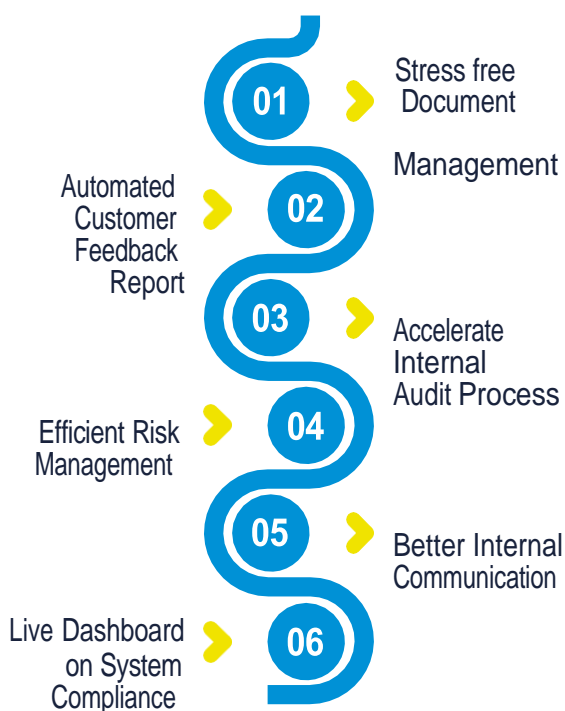 01
Stress free
Document
Management
02
Automated
Customer
Feedback
Report
03
Accelerate
Internal
Audit Process
04
Efficient Risk
Management
05
Better Internal
Communication
06
Live Dashboard
on System
Compliance